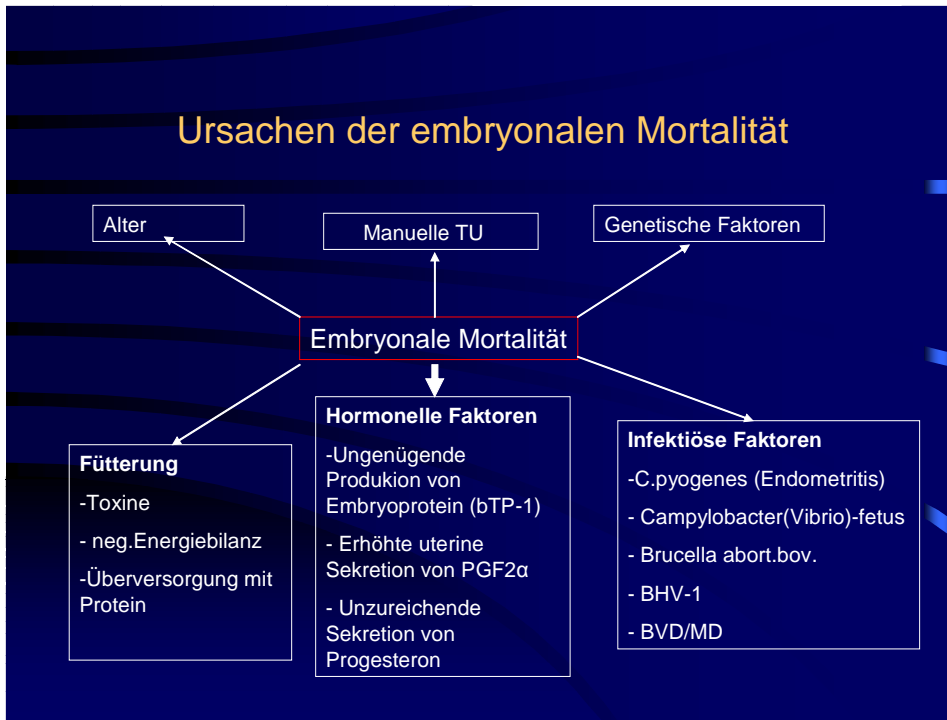 Ursachen der embryonalen Mortalität
Alter
Manuelle TU
Genetische Faktoren
Embryonale Mortalität
Fütterung
-Toxine
- neg.Energiebilanz
-Überversorgung mit
Protein
Hormonelle Faktoren
-Ungenügende
Produkion von
Embryoprotein (bTP-1)
- Erhöhte uterine
Sekretion von PGF2α
- Unzureichende
Sekretion von
Progesteron
Infektiöse Faktoren
-C.pyogenes (Endometritis)
- Campylobacter(Vibrio)-fetus
- Brucella abort.bov.
- BHV-1
- BVD/MD